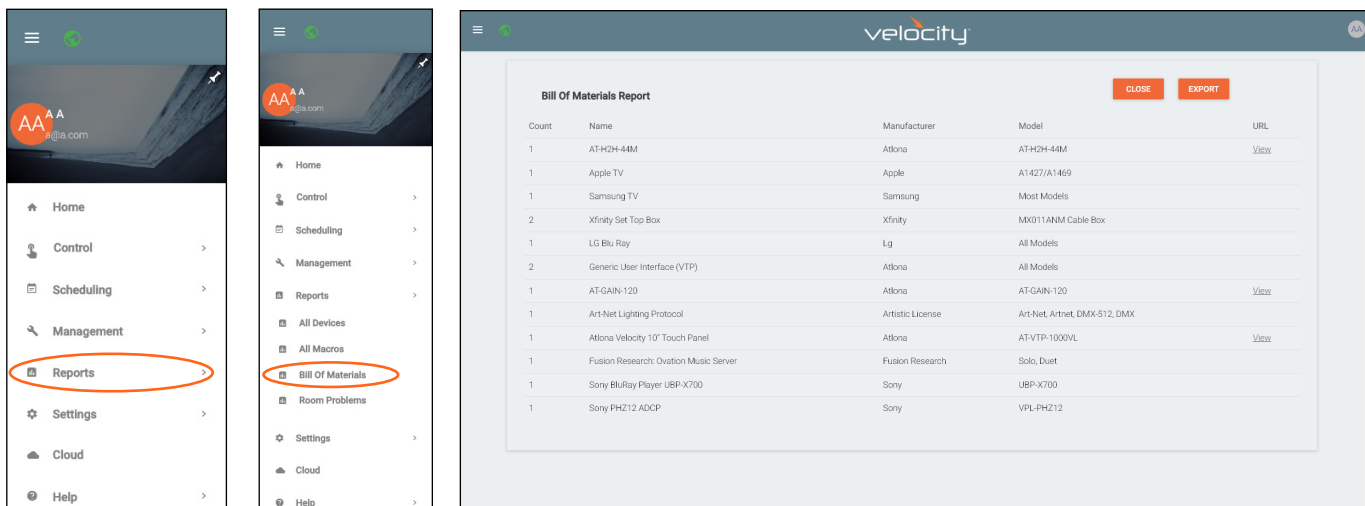 AA
A A
a@a.com
Home
Control
Scheduling
Management
Reports
Settings
Cloud
Help
AA
A A
a@a.com
Home
Control
Scheduling
Management
Reports
All Devices
All Macros
Bill Of Materials
Room Problems
Settings
Cloud
Help
velocity
AA
Bill Of Materials Report
CLOSE EXPORT
Count Name Manufacturer Model URL
1 AT-H2H-44M Atlona AT-H2H-44M View
1 Apple TV Apple A1427/A1469
1 Samsung TV Samsung Most Models
2 Xfinity Set Top Box Xfinity MX011ANM Cable Box
1 LG Blu Ray Lg All Models
2 Generic User Interface (VTP) Atlona All Models
1 AT-GAIN-120 Atlona AT-GAIN-120 View
1 Art-Net Lighting Protocol Artistic License Art-Net, Artnet, DMX-512, DMX
1 Atlona Velocity 10" Touch Panel Atlona AT-VTP-1000VL View
1 Fusion Research: Ovation Music Server Fusion Research Solo, Duet
1 Sony BluRay Player UBP-X700 Sony UBP-X700
1 Sony PHZ12 ADCP Sony VPL-PHZ12